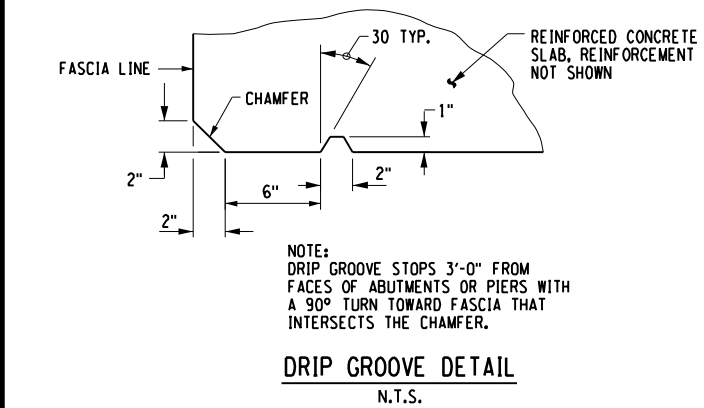 30 TYP.
REINFORCED CONCRETE
SLAB, REINFORCEMENT
NOT SHOWN
FASCIA LINE
CHAMFER
1"
2"
6"
2"
2"
NOTE:
DRIP GROOVE STOPS 3'-0" FROM
FACES OF ABUTMENTS OR PIERS WITH
A 90° TURN TOWARD FASCIA THAT
INTERSECTS THE CHAMFER.
DRIP GROOVE DETAIL
N.T.S.